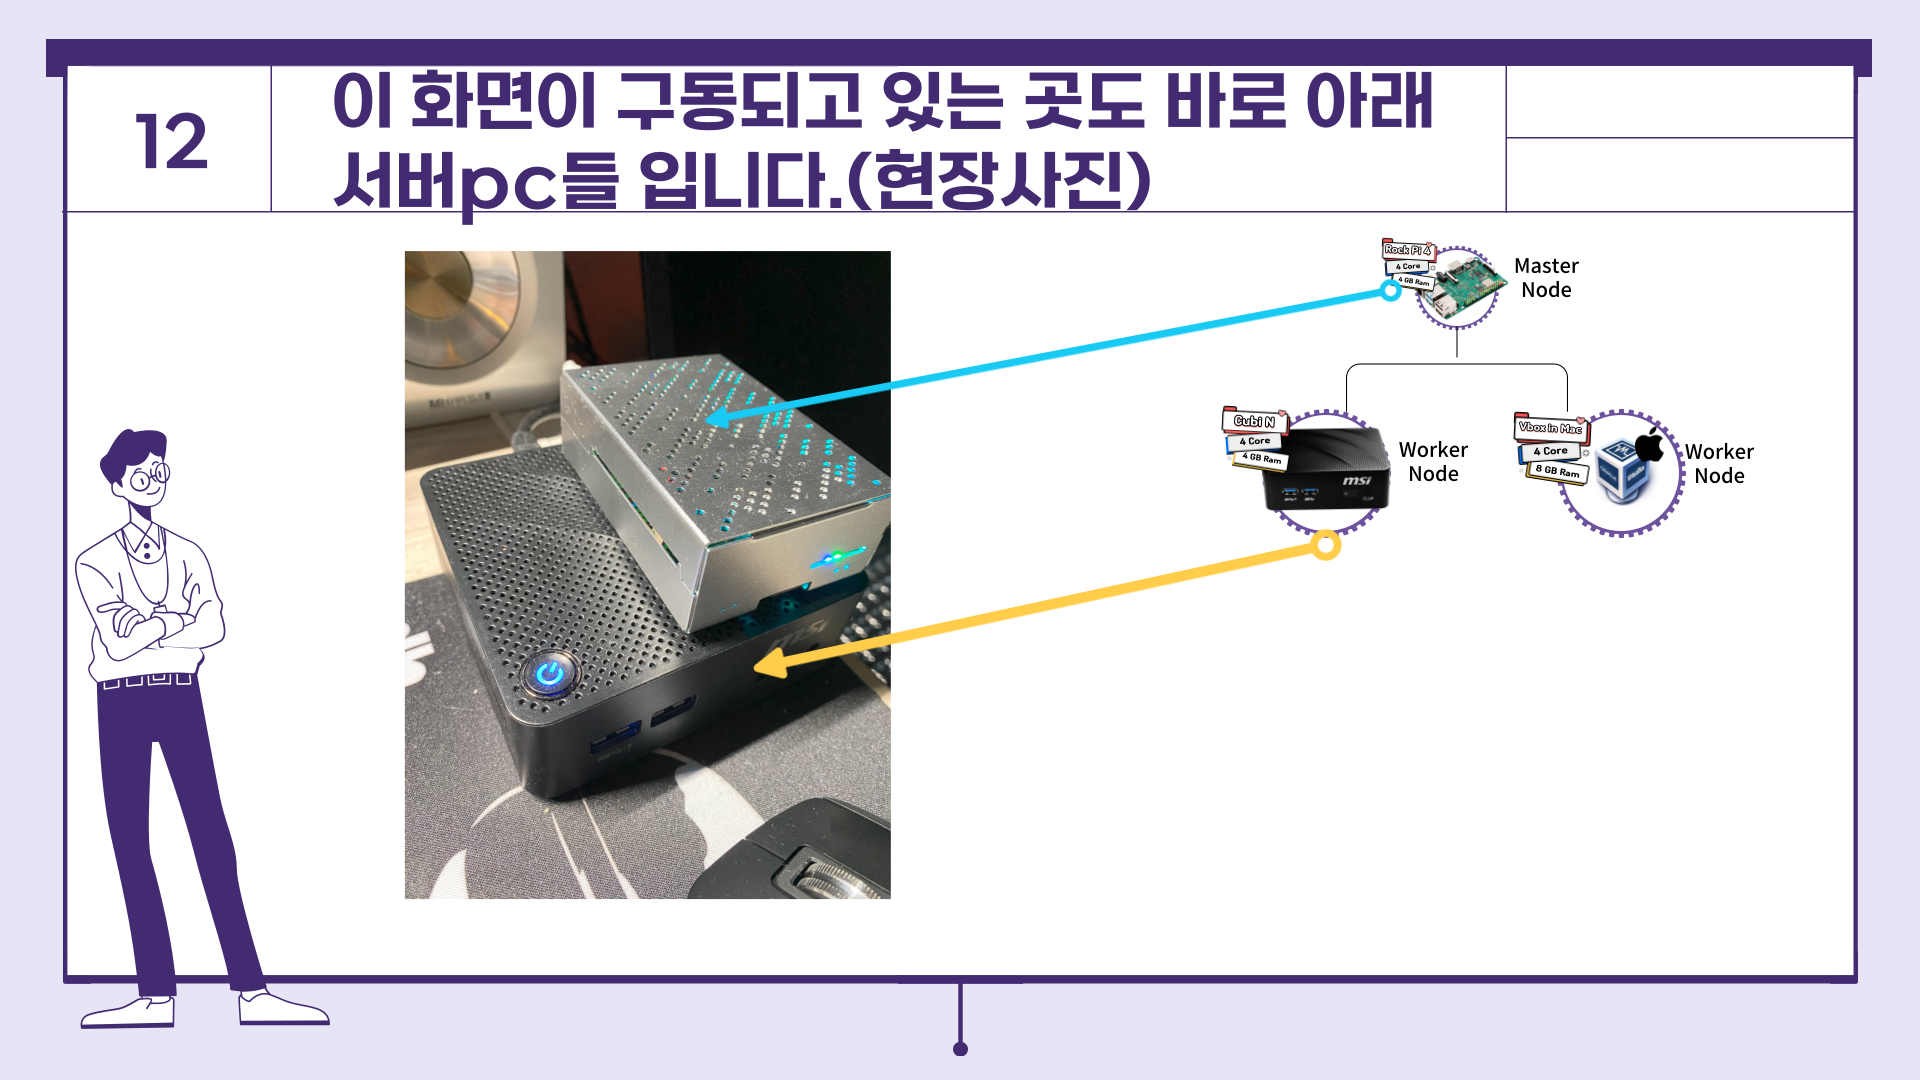 12
이 화면이 구동되고 있는 곳도 바로 아래
서버pc들 입니다.(현장사진)
Rock Pi 4
4 Core
4 GB Ram
Master
Node
Cubi N
4 Core
4 GB Ram
msi
Worker
Node
Vbox in Mac
4 Core
8 GB Ram
Worker
Node
msi